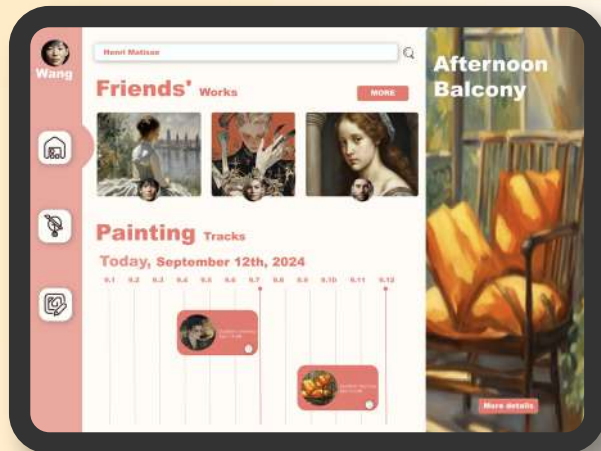 Wang
Henri Matisse
Friends' Works
MORE
Painting Tracks
Today, September 12th, 2024
9.1 9.2 9.3 9.4 9.5 9.6 9.7 9.8 9.9 9.10 9.11 9.12
Afternoon
Balcony
More details